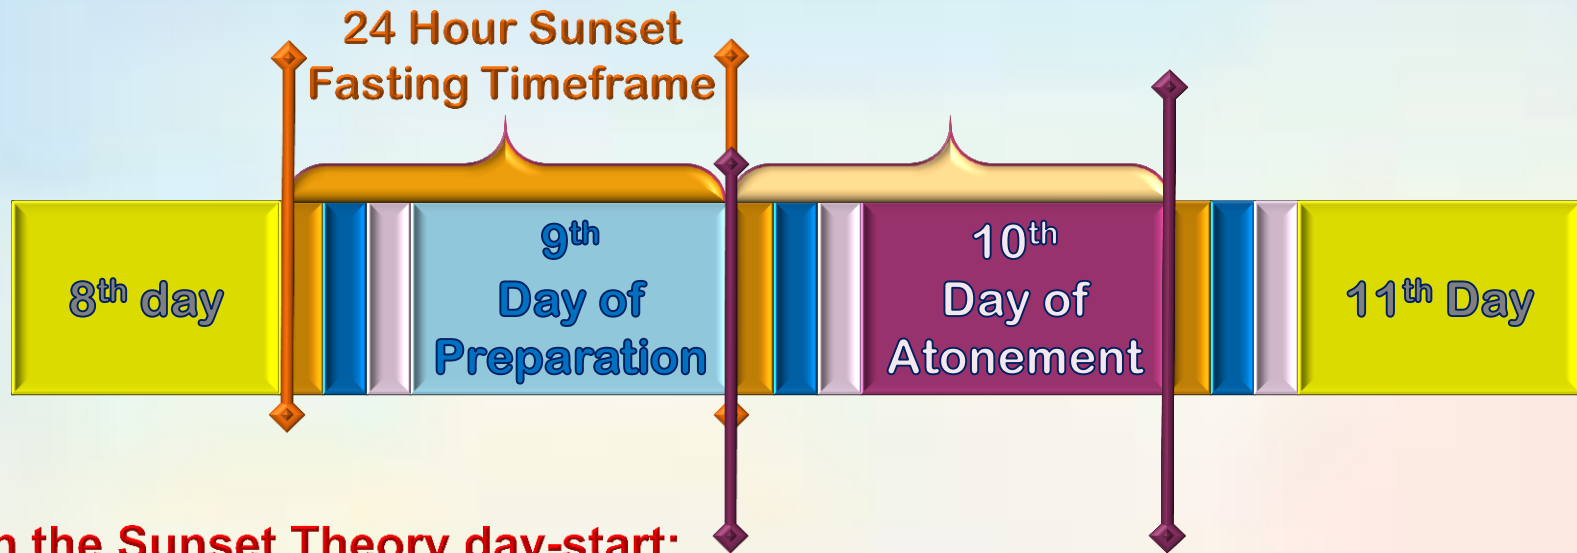 24 Hour Sunset
Fasting Timeframe
8th day
9th
Day of
Preparation
10th
Day of
Atonement
11th Day
the Sunset Theory day-start: